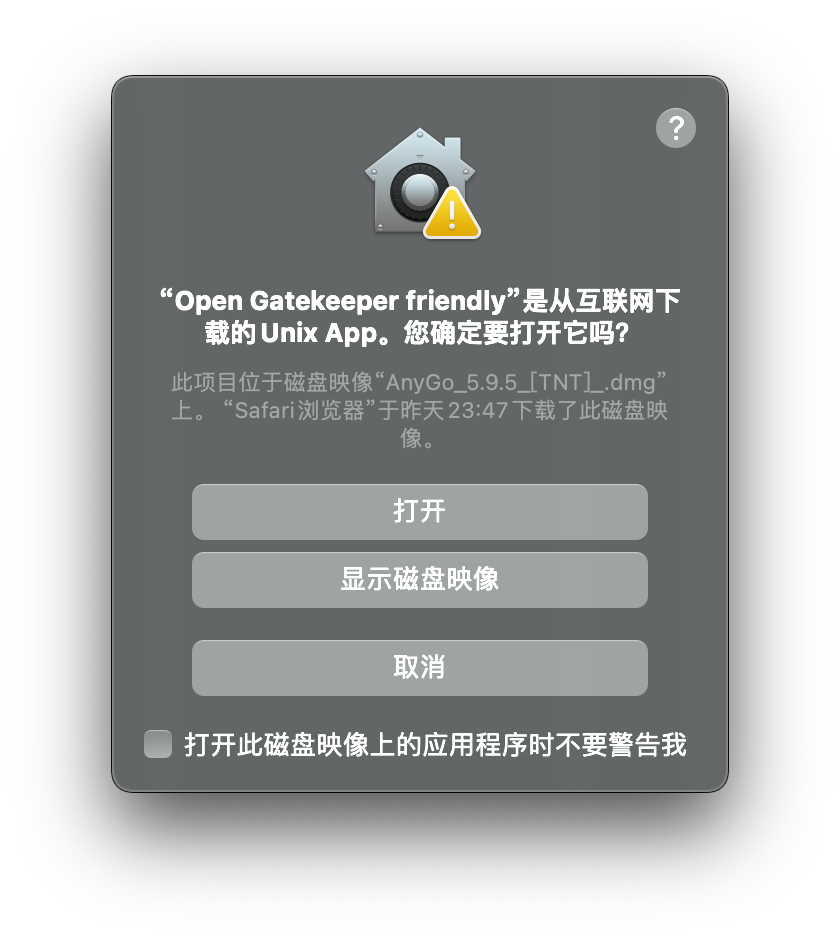 ?
“Open Gatekeeper friendly”是从互联网下
载的Unix App。您确定要打开它吗?
此项目位于磁盘映像“AnyGo_5.9.5_[TNT]_.dmg”
上。“Safari浏览器”于昨天23:47下载了此磁盘映
像。
打开
显示磁盘映像
取消
打开此磁盘映像上的应用程序时不要警告我